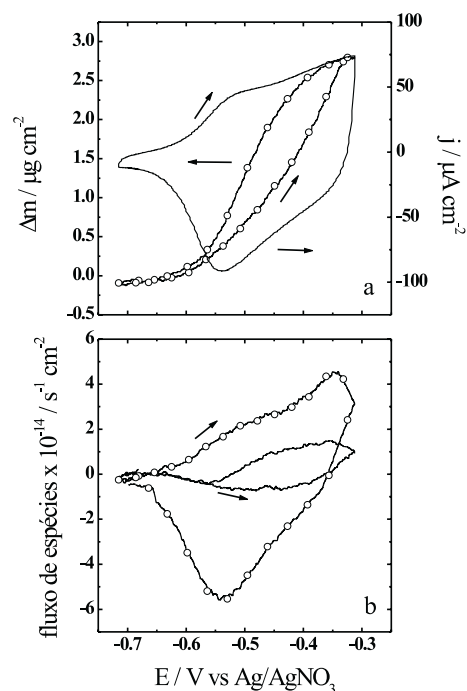 3.0
2.5
2.0
1.5
1.0
0.5
0.0
-0.5
Δm / μg cm-2
100
50
0
-50
-100
j / μA cm-2
a
6
4
2
0
-2
-4
-6
fluxo de espécies x 10-14 / s-1 cm-2
b
-0.7 -0.6 -0.5 -0.4 -0.3
E / V vs Ag/AgNO3